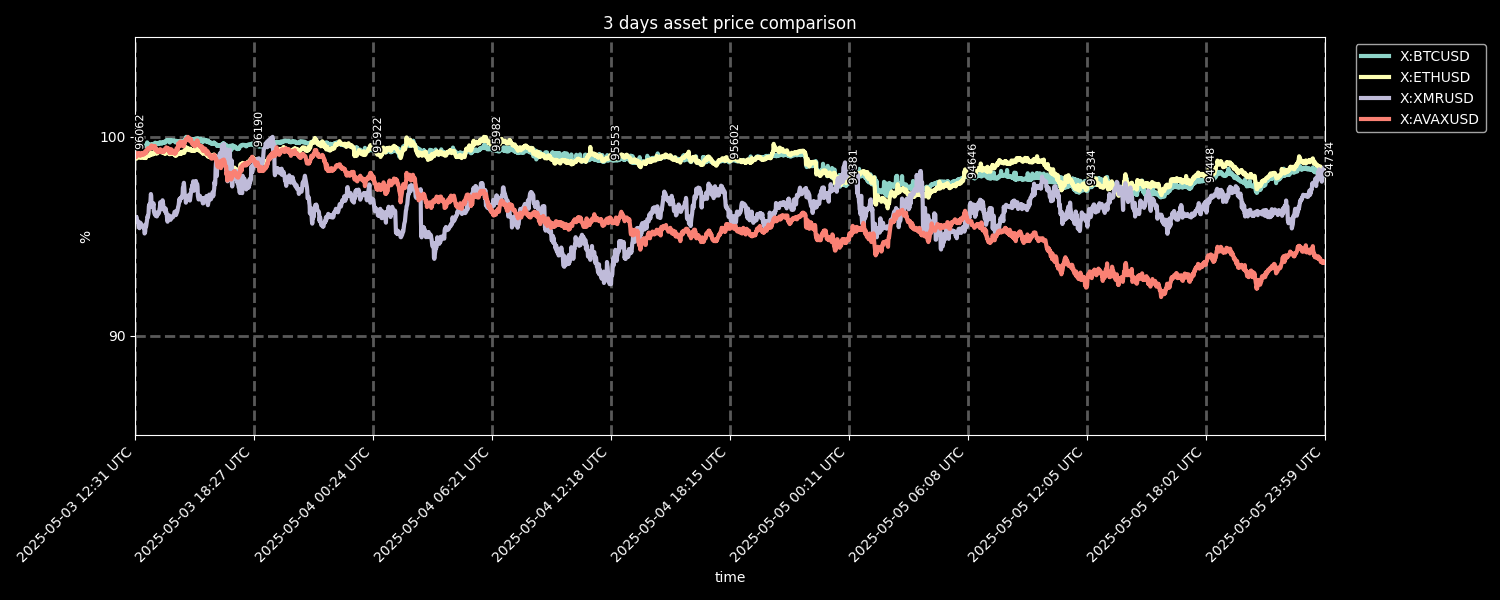 3 days asset price comparison
X:BTCUSD
X:ETHUSD
X:XMRUSD
X:AVAXUSD
100
90
%
96062
96190
95922
95982
95553
95602
94381
94646
94334
94448
94734
2025-05-03 12:31 UTC
2025-05-03 18:27 UTC
2025-05-04 00:24 UTC
2025-05-04 06:21 UTC
2025-05-04 12:18 UTC
2025-05-04 18:15 UTC
2025-05-05 00:11 UTC
2025-05-05 06:08 UTC
2025-05-05 12:05 UTC
2025-05-05 18:02 UTC
2025-05-05 23:59 UTC
time